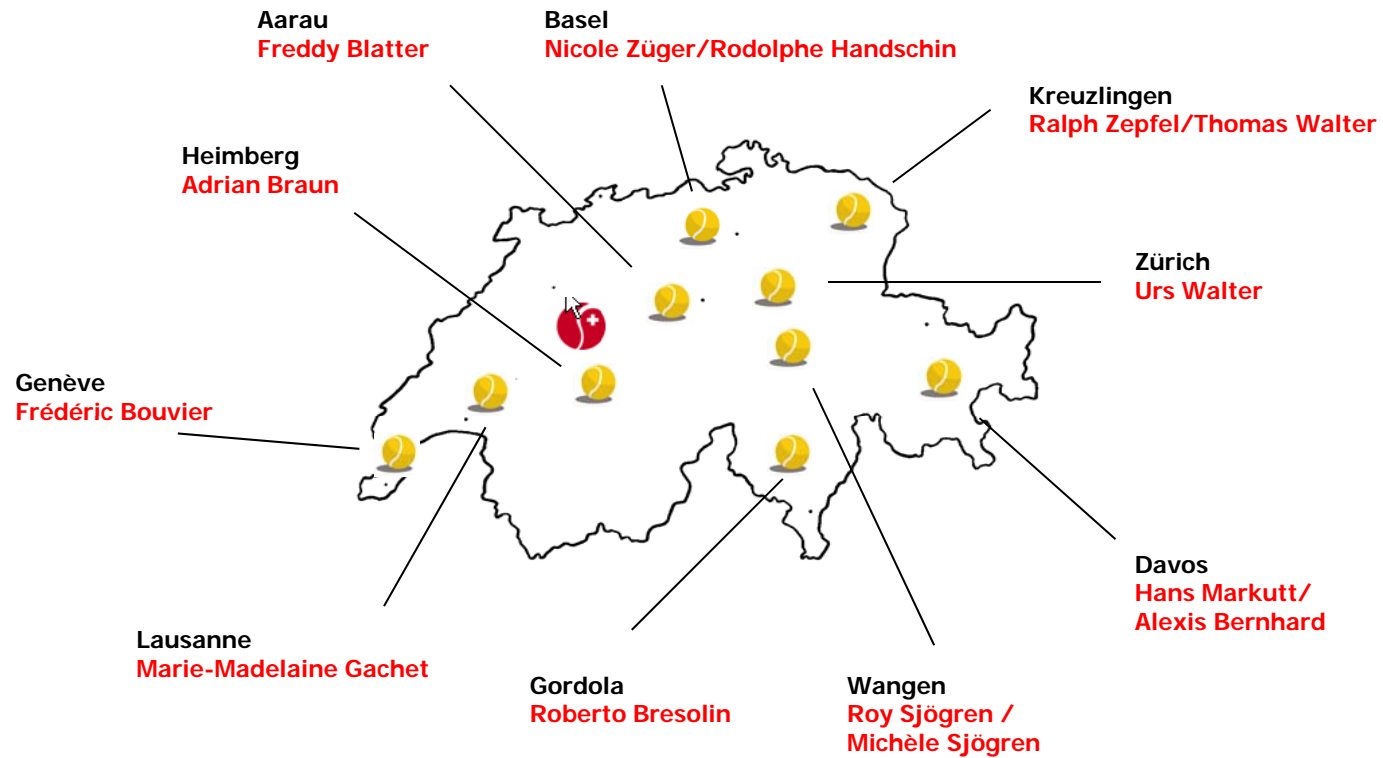 Aarau
Freddy Blatter
Basel
Nicole Züger/Rodolphe Handschin
Kreuzlingen
Ralph Zepfel/Thomas Walter
Heimberg
Adrian Braun
Zürich
Urs Walter
Genève
Frédéric Bouvier
Davos
Hans Markutt/
Alexis Bernhard
Lausanne
Marie-Madelaine Gachet
Gordola
Roberto Bresolin
Wangen
Roy Sjögren /
Michèle Sjögren